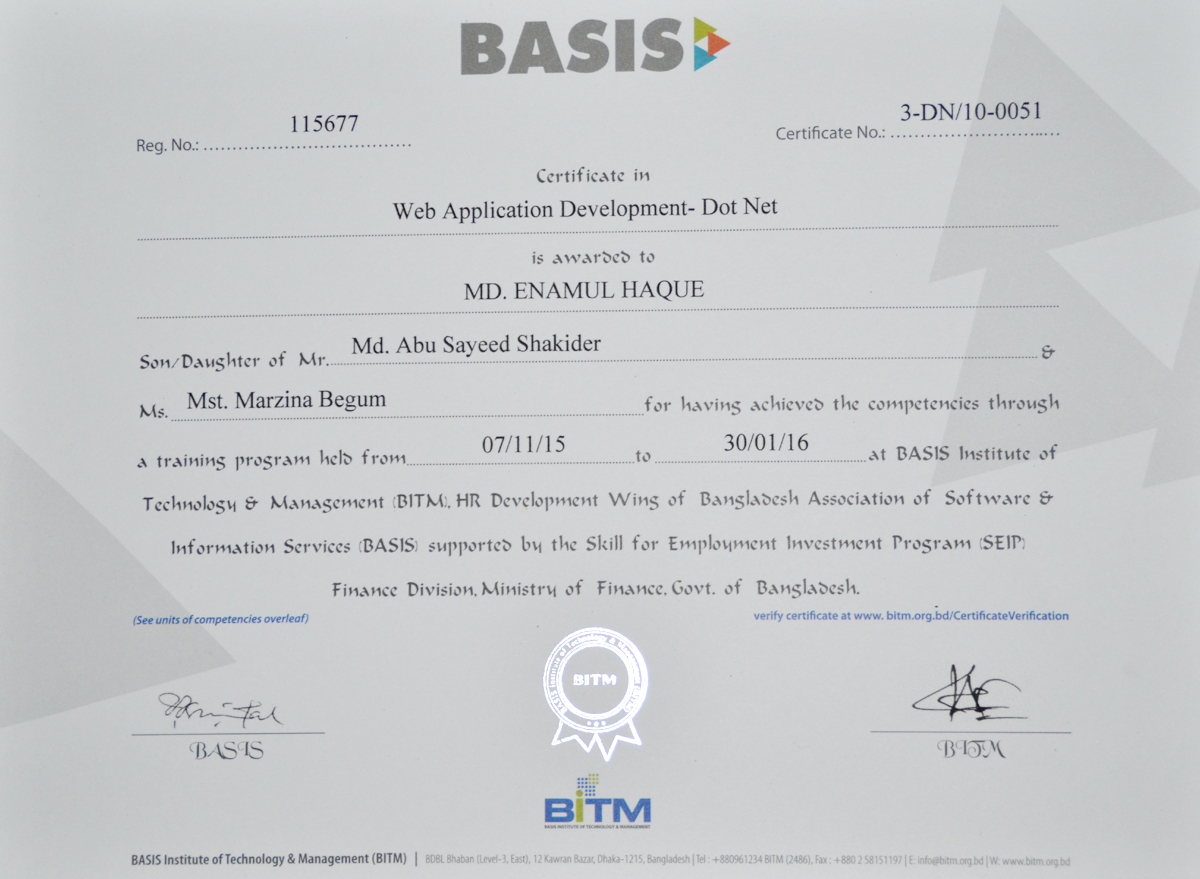 BASIS
Reg. No.: 115677
Certificate No.: 3-DN/10-0051
Certificate in
Web Application Development- Dot Net
is awarded to
MD. ENAMUL HAQUE
Son/Daughter of Mr. Md. Abu Sayeed Shakider &
Ms. Mst. Marzina Begum for having achieved the competencies through
a training program held from 07/11/15 to 30/01/16 at BASIS Institute of
Technology & Management (BITM), HR Development Wing of Bangladesh Association of Software &
Information Services (BASIS) supported by the Skill for Employment Investment Program (SEIP)
Finance Division, Ministry of Finance, Govt. of Bangladesh.
(See units of competencies overleaf)
verify certificate at www. bitm.org.bd/CertificateVerification
BASIS Institute of Technology & Management (BITM)
BITM
BASIS
BITM
BITM
BASIS INSTITUTE OF TECHNOLOGY & MANAGEMENT
BASIS Institute of Technology & Management (BITM) | BDBL Bhaban (Level-3, East), 12 Kawran Bazar, Dhaka-1215, Bangladesh | Tel : +880961234 BITM (2486), Fax : +880 2 58151197 | E: info@bitm.org.bd | W: www.bitm.org.bd